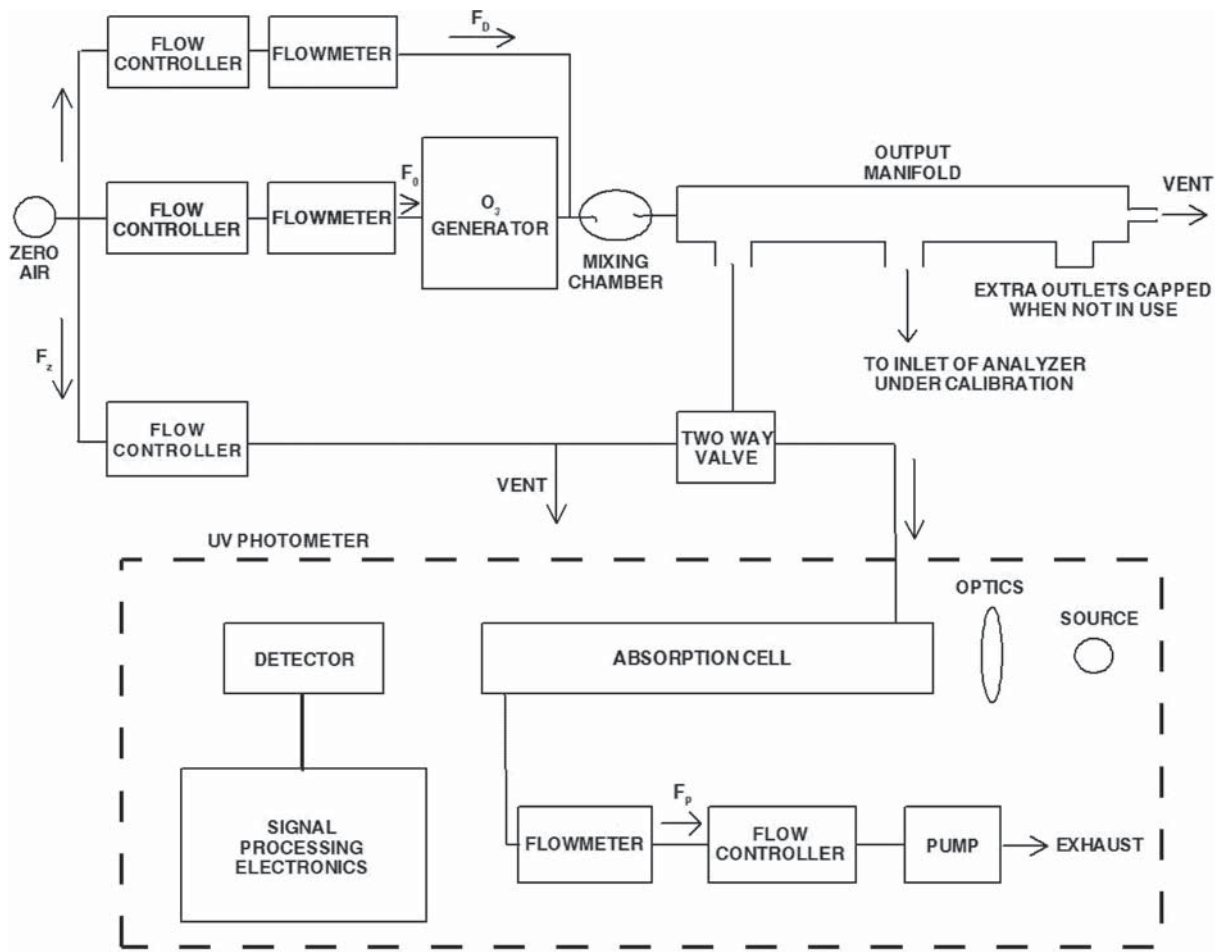 F_D
FLOW
CONTROLLER
FLOWMETER
ZERO
AIR
FLOW
CONTROLLER
FLOWMETER
F_0
O_3
GENERATOR
MIXING
CHAMBER
OUTPUT
MANIFOLD
VENT
EXTRA OUTLETS CAPPED
WHEN NOT IN USE
TO INLET OF ANALYZER
UNDER CALIBRATION
F_z
FLOW
CONTROLLER
VENT
TWO WAY
VALVE
UV PHOTOMETER
OPTICS
SOURCE
DETECTOR
ABSORPTION CELL
SIGNAL
PROCESSING
ELECTRONICS
FLOWMETER
F_p
FLOW
CONTROLLER
PUMP
EXHAUST